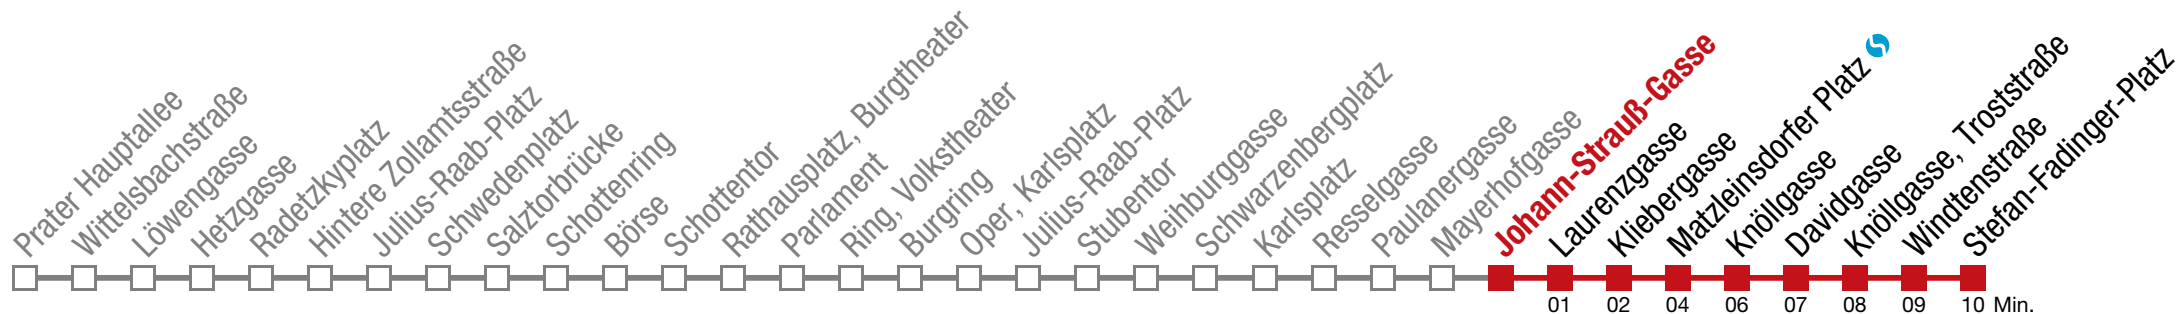 Prater Hauptallee
Wittelsbachstraße
Löwengasse
Hetzgasse
Radetzkyplatz
Hintere Zollamtsstraße
Julius-Raab-Platz
Schwedenplatz
Salztorbrücke
Schottenring
Börse
Schottentor
Rathausplatz, Burgtheater
Parlament
Ring, Volkstheater
Burgring
Oper, Karlsplatz
Julius-Raab-Platz
Stubentor
Weihburggasse
Schwarzenbergplatz
Karlsplatz
Resselgasse
Paulanergasse
Mayerhofgasse
Johann-Strauß-Gasse
Laurenzgasse
Kliebergasse
Matzleinsdorfer Platz
Knöllgasse
Davidgasse
Knöllgasse, Troststraße
Windtenstraße
Stefan-Fadinger-Platz
01 02 04 06 07 08 09 10 Min.